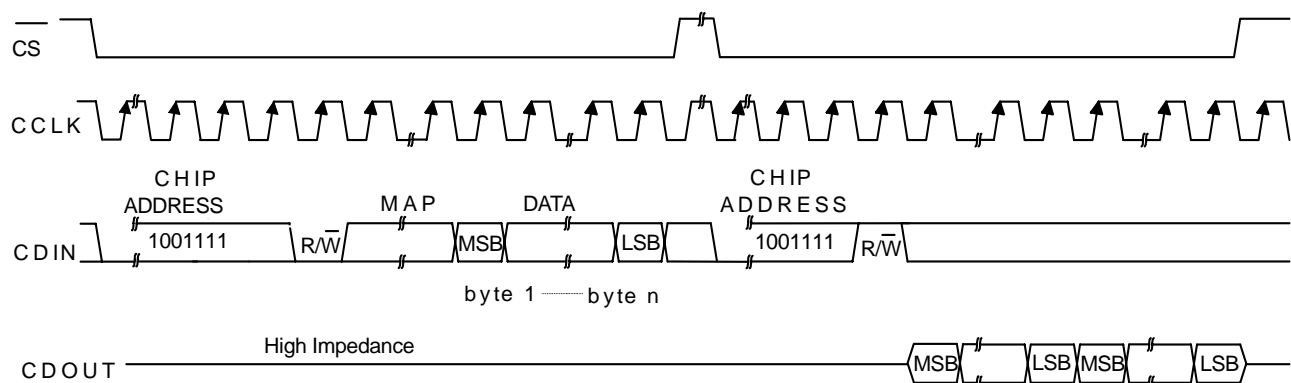 CS
CCLK
CHIP
ADDRESS
MAP
DATA
CHIP
ADDRESS
CDIN
1001111
R/W
MSB
LSB
1001111
R/W
byte 1
byte n
High Impedance
CDOUT
MSB
LSB
MSB
LSB